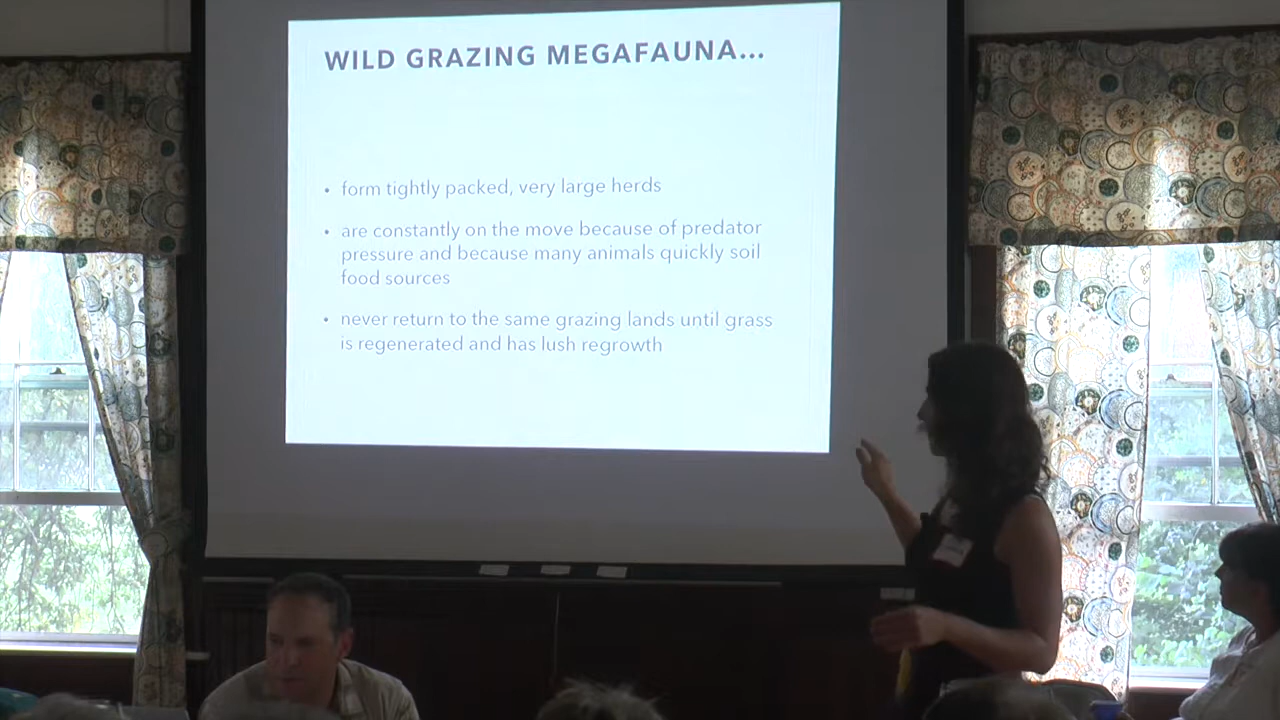 WILD GRAZING MEGAFAUNA...
• form tightly packed, very large herds
• are constantly on the move because of predator
pressure and because many animals quickly soil
food sources
• never return to the same grazing lands until grass
is regenerated and has lush regrowth